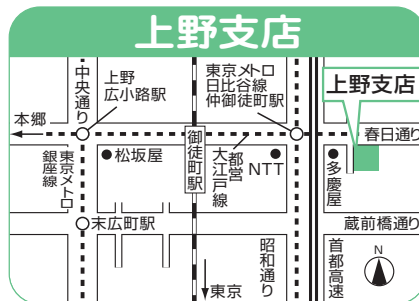 上野支店
中央通り
上野
広小路駅
東京メトロ
日比谷線
仲御徒町駅
上野支店
本郷
春日通り
御徒町駅
東京メトロ
銀座線
松坂屋
都営
大江戸線
NTT
多慶屋
末広町駅
蔵前橋通り
昭和通り
首都高速
N
東京